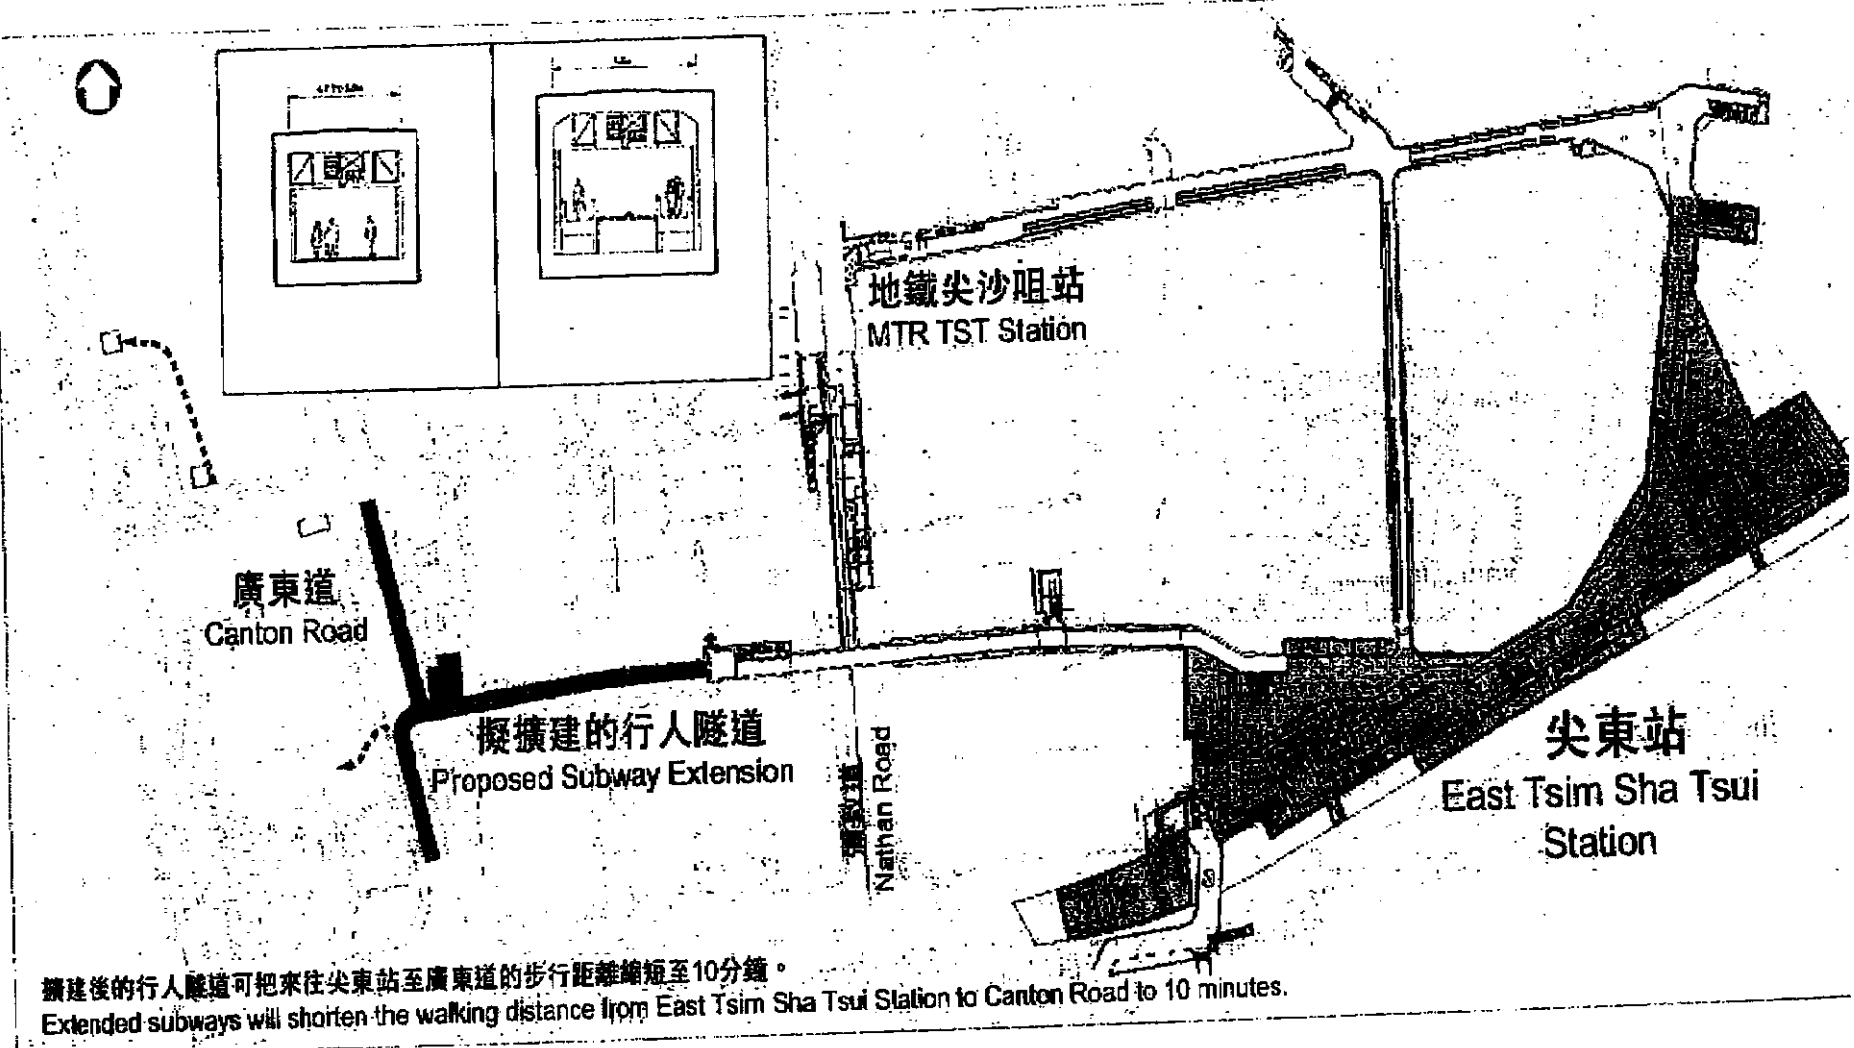 地鐵尖沙咀站
MTR TST Station
廣東道
Canton Road
擬擴建的行人隧道
Proposed Subway Extension
彌敦道
Nathan Road
尖東站
East Tsim Sha Tsui
Station
擴建後的行人隧道可把來往尖東站至廣東道的步行距離縮短至10分鐘。
Extended subways will shorten the walking distance from East Tsim Sha Tsui Station to Canton Road to 10 minutes.